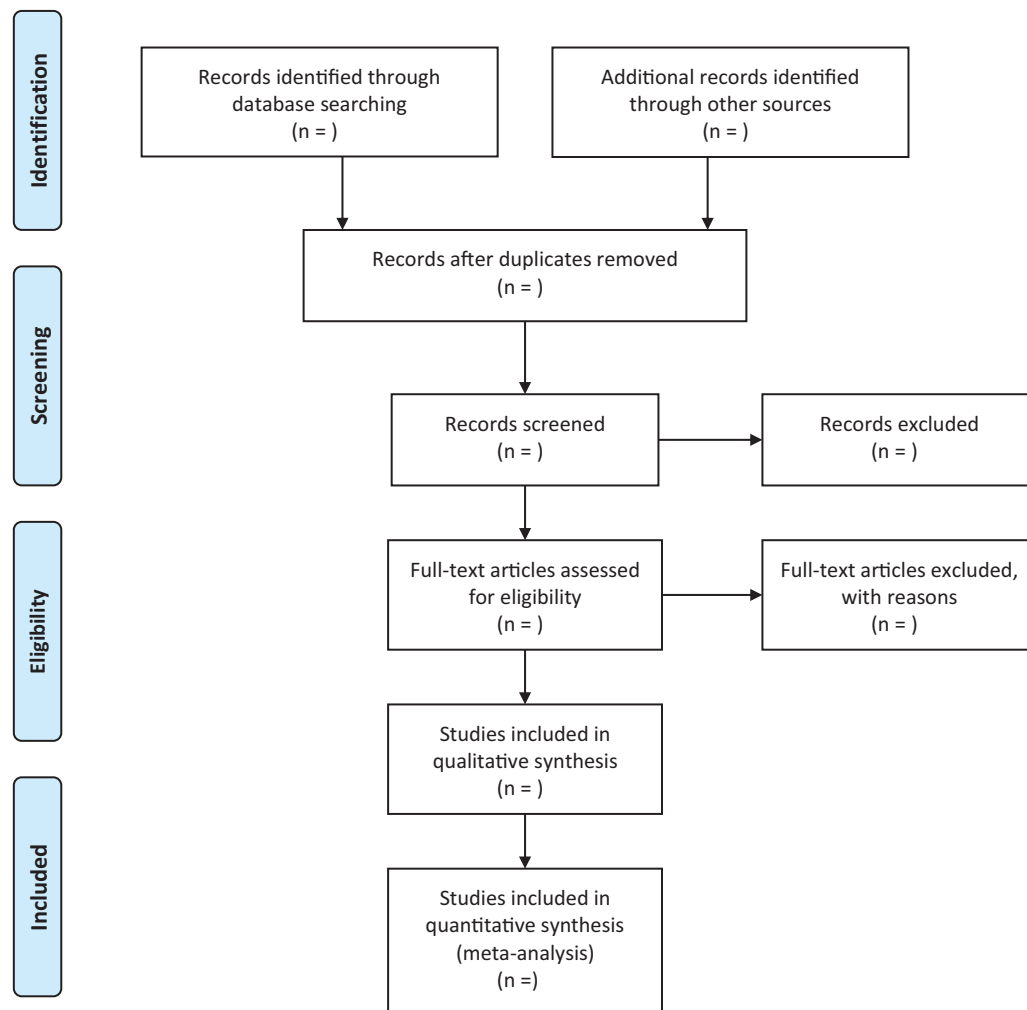 Identification
Records identified through
database searching
(n = )
Additional records identified
through other sources
(n = )
Records after duplicates removed
(n = )
Screening
Records screened
(n = )
Records excluded
(n = )
Eligibility
Full-text articles assessed
for eligibility
(n = )
Full-text articles excluded,
with reasons
(n = )
Studies included in
qualitative synthesis
(n = )
Included
Studies included in
quantitative synthesis
(meta-analysis)
(n =)